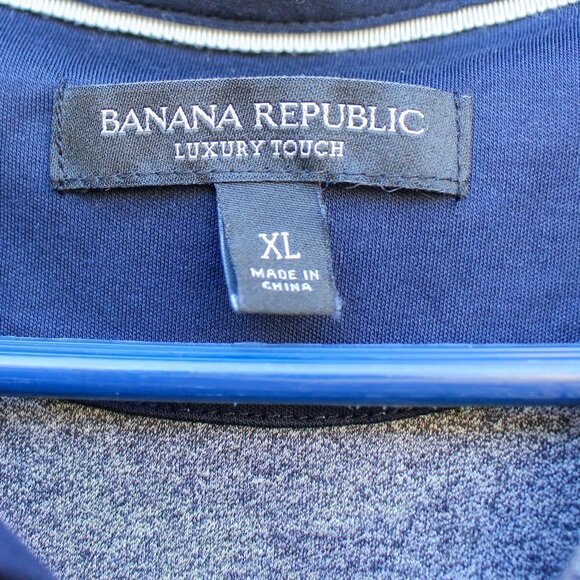 BANANA REPUBLIC
LUXURY TOUCH
XL
MADE IN
CHINA